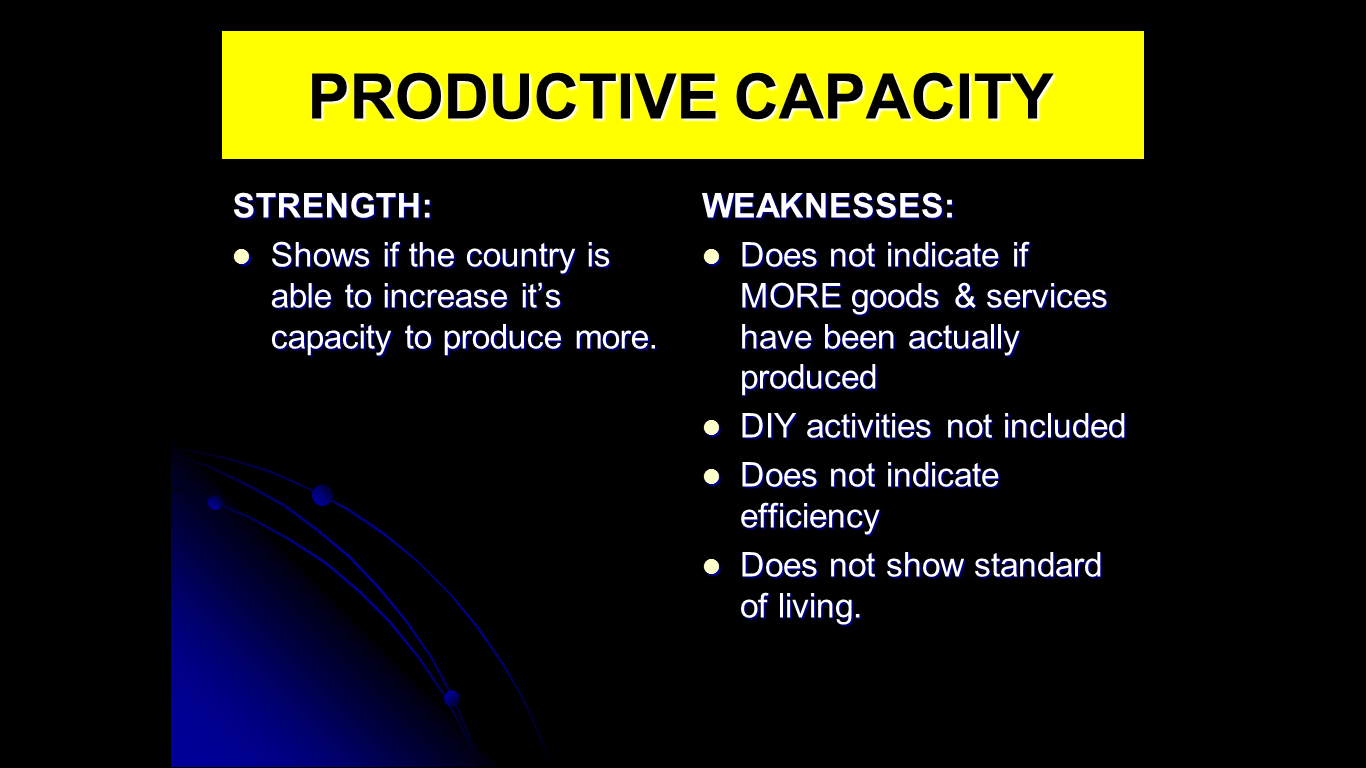 PRODUCTIVE CAPACITY
STRENGTH:
Shows if the country is
able to increase it’s
capacity to produce more.
WEAKNESSES:
Does not indicate if
MORE goods & services
have been actually
produced
DIY activities not included
Does not indicate
efficiency
Does not show standard
of living.